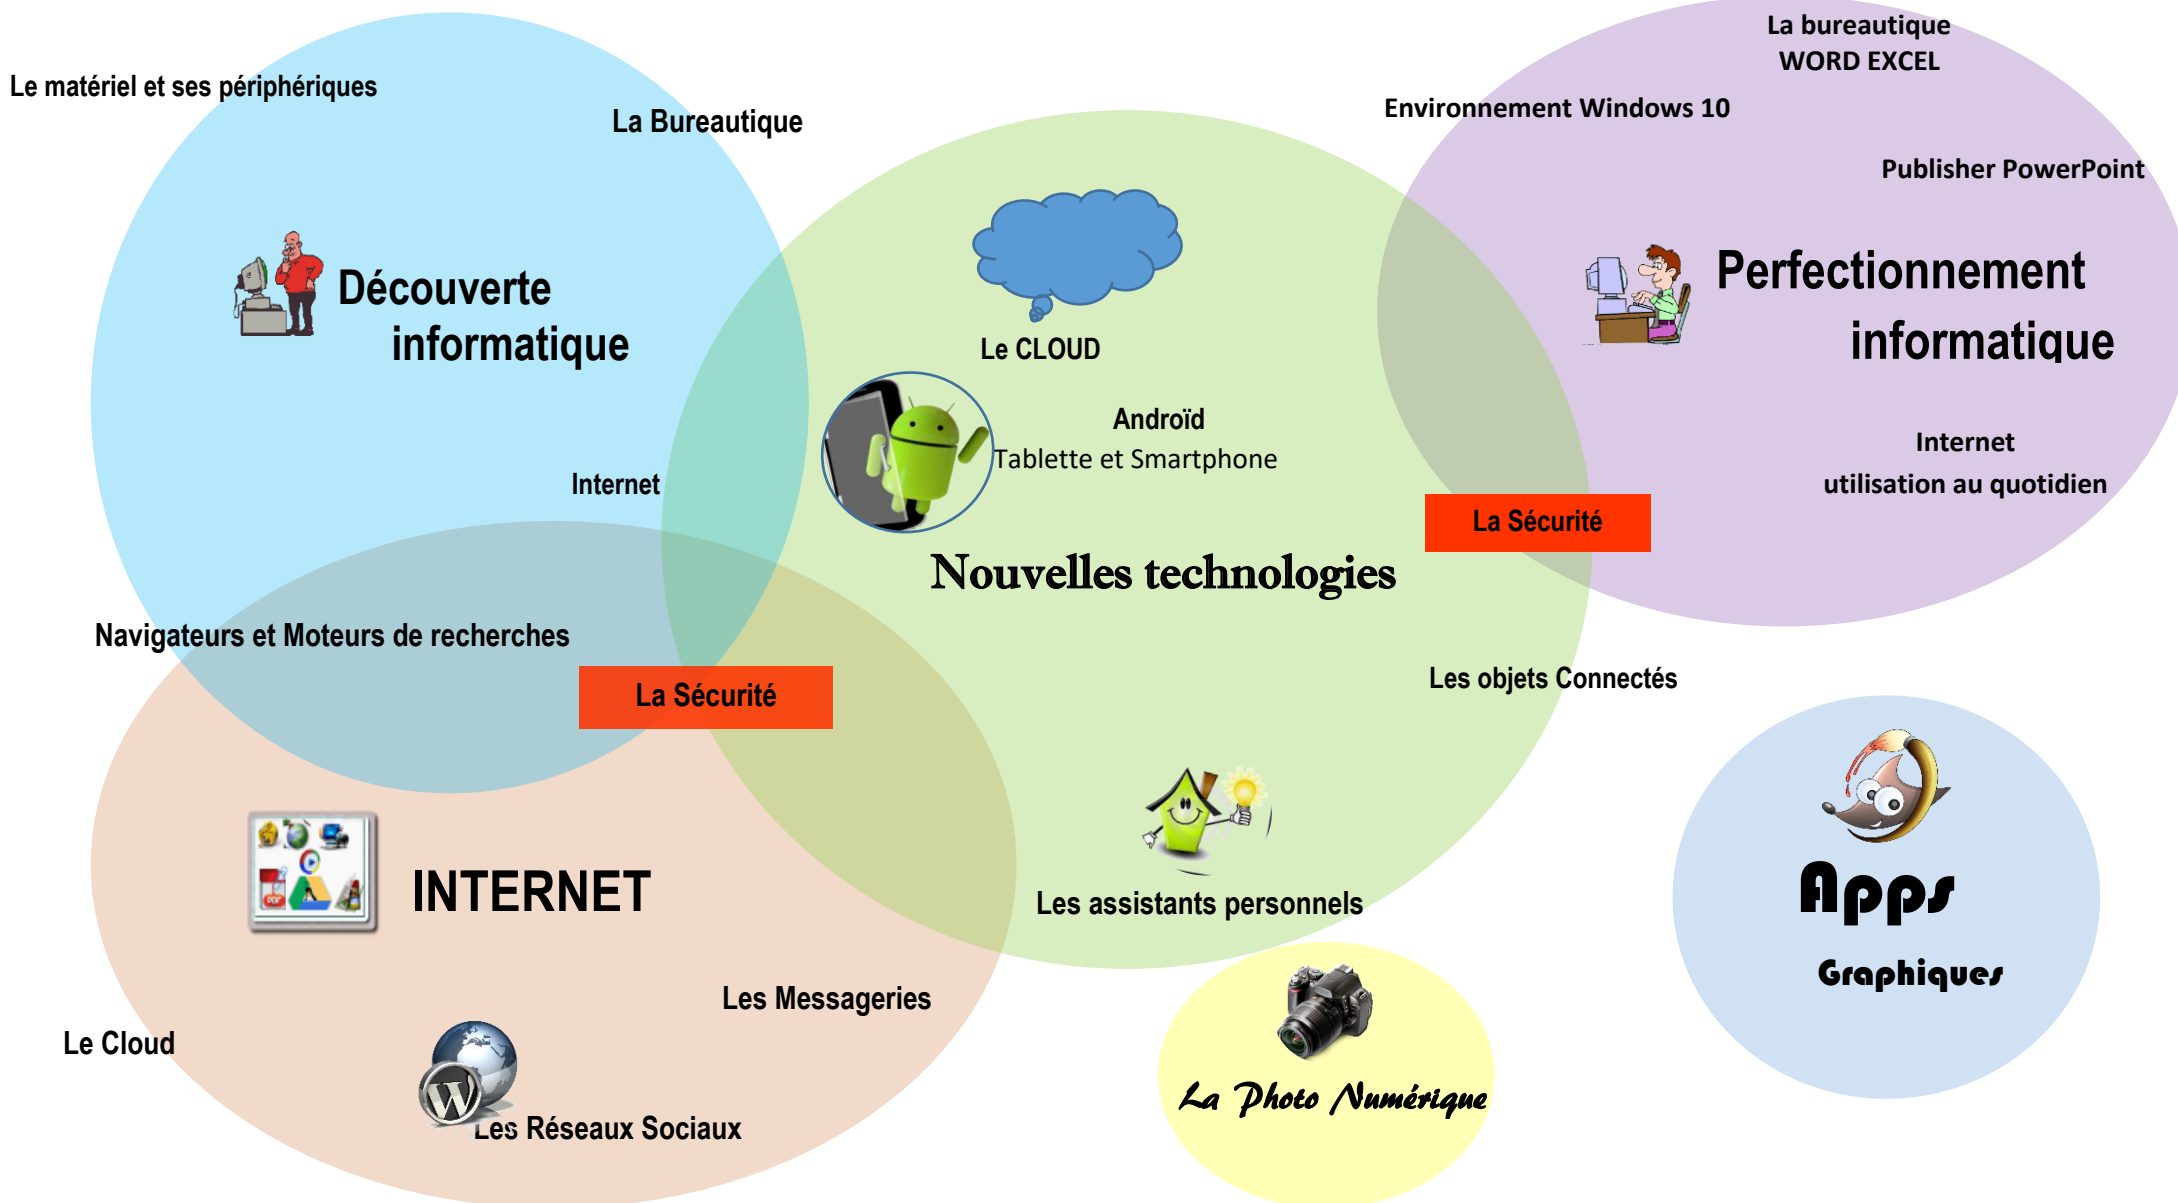 La bureautique
WORD EXCEL
Le matériel et ses périphériques
La Bureautique
Environnement Windows 10
Publisher PowerPoint
Découverte
informatique
Perfectionnement
informatique
Le CLOUD
Androïd
Tablette et Smartphone
Internet
Internet
utilisation au quotidien
La Sécurité
Nouvelles technologies
Navigateurs et Moteurs de recherches
La Sécurité
Les objets Connectés
INTERNET
Les assistants personnels
Apps
Graphiques
Les Messageries
Le Cloud
W
Les Réseaux Sociaux
La Photo Numérique
PDF